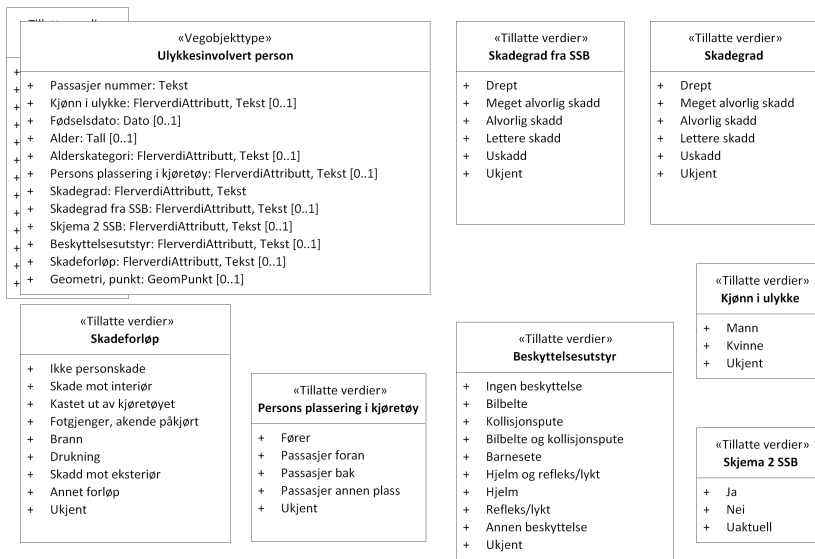 «Vegobjekttype»
Ulykkesinvolvert person
+ Passasjer nummer: Tekst
+ Kjønn i ulykke: FlerverdiAttributt, Tekst [0..1]
+ Fødselsdato: Dato [0..1]
+ Alder: Tall [0..1]
+ Alderskategori: FlerverdiAttributt, Tekst [0..1]
+ Persons plassering i kjøretøy: FlerverdiAttributt, Tekst [0..1]
+ Skadegrad: FlerverdiAttributt, Tekst
+ Skadegrad fra SSB: FlerverdiAttributt, Tekst [0..1]
+ Skjema 2 SSB: FlerverdiAttributt, Tekst [0..1]
+ Beskyttelsesutstyr: FlerverdiAttributt, Tekst [0..1]
+ Skadeforløp: FlerverdiAttributt, Tekst [0..1]
+ Geometri, punkt: GeomPunkt [0..1]
«Tillatte verdier»
Skadegrad fra SSB
+ Drept
+ Meget alvorlig skadd
+ Alvorlig skadd
+ Lettere skadd
+ Uskadd
+ Ukjent
«Tillatte verdier»
Skadegrad
+ Drept
+ Meget alvorlig skadd
+ Alvorlig skadd
+ Lettere skadd
+ Uskadd
+ Ukjent
«Tillatte verdier»
Kjønn i ulykke
+ Mann
+ Kvinne
+ Ukjent
«Tillatte verdier»
Skadeforløp
+ Ikke personskade
+ Skade mot interiør
+ Kastet ut av kjøretøyet
+ Fotgjenger, akende påkjørt
+ Brann
+ Drukning
+ Skadd mot eksteriør
+ Annet forløp
+ Ukjent
«Tillatte verdier»
Persons plassering i kjøretøy
+ Fører
+ Passasjer foran
+ Passasjer bak
+ Passasjer annen plass
+ Ukjent
«Tillatte verdier»
Beskyttelsesutstyr
+ Ingen beskyttelse
+ Bilbelte
+ Kollisjonspute
+ Bilbelte og kollisjonspute
+ Barnesete
+ Hjelm og refleks/lykt
+ Hjelm
+ Refleks/lykt
+ Annen beskyttelse
+ Ukjent
«Tillatte verdier»
Skjema 2 SSB
+ Ja
+ Nei
+ Uaktuell